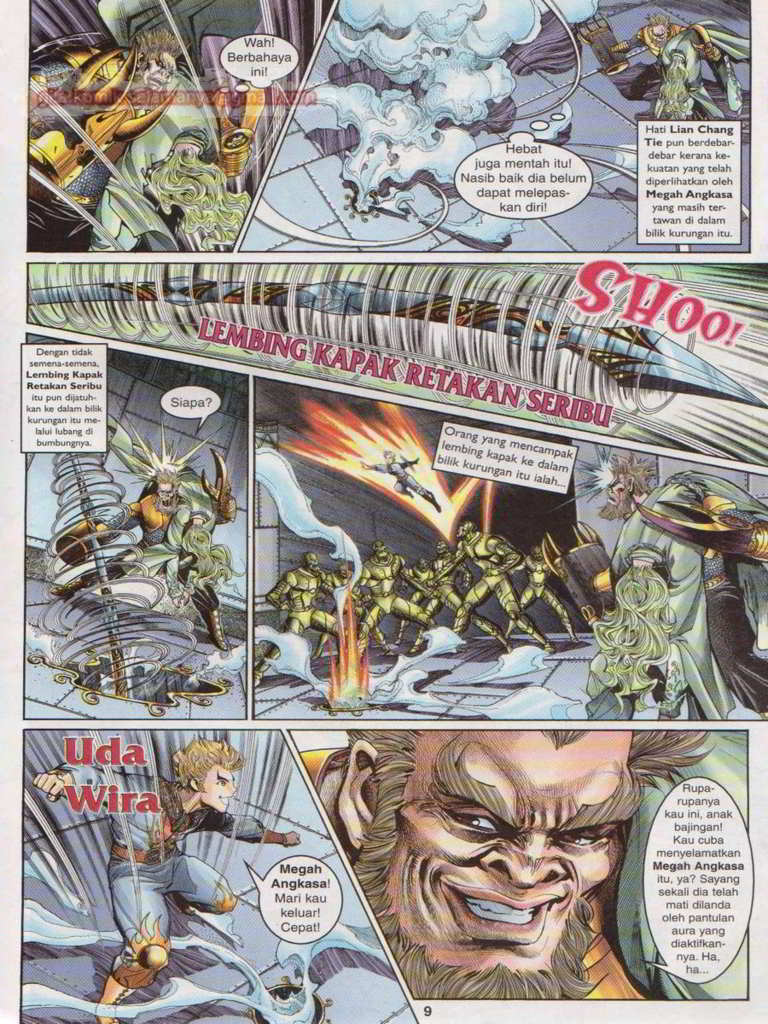 Wah!
Berbahaya
ini!
Hebat
juga mentah itu!
Nasib baik dia belum
dapat melepas-
kan diri!
Hati Lian Chang
Tie pun berdebar-
debar kerana ke-
kuatan yang telah
diperlihatkan oleh
Megah Angkasa
yang masih ter-
tawan di dalam
bilik kurungan itu.
SHOO!
LEMBING KAPAK RETAKAN SERIBU
Dengan tidak
semena-semena,
Lembing Kapak
Retakan Seribu
itu pun dijatuh-
kan ke dalam bilik
kurungan itu me-
lalui lubang di
bumbungnya.
Siapa?
Orang yang mencampak
lembing kapak ke dalam
bilik kurungan itu ialah...
Uda
Wira
Megah
Angkasa!
Mari kau
keluar!
Cepat!
Rupa-
rupanya
kau ini, anak
bajingan!
Kau cuba
menyelamatkan
Megah Angkasa
itu, ya? Sayang
sekali dia telah
mati dilanda
oleh pantulan
aura yang
diaktifkan-
nya. Ha,
ha...
9